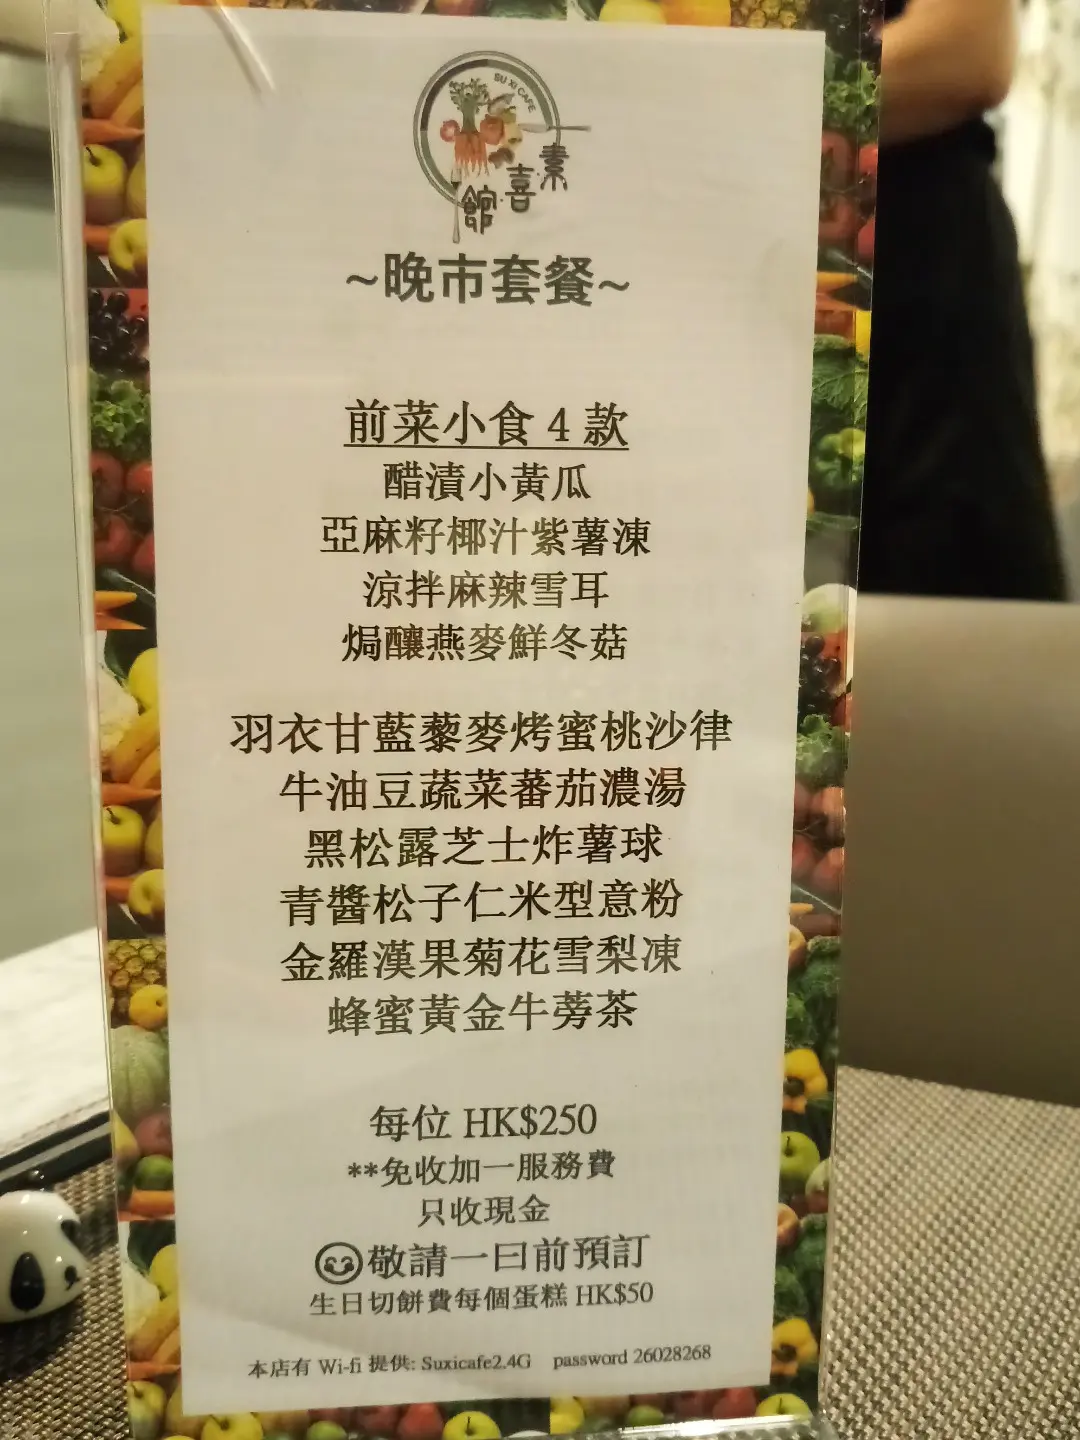 SU XI CAFE
素·喜·館
~晚市套餐~
前菜小食 4 款
醋漬小黃瓜
亞麻籽椰汁紫薯涷
涼拌麻辣雪耳
焗釀燕麥鮮冬菇
羽衣甘藍藜麥烤蜜桃沙律
牛油豆蔬菜蕃茄濃湯
黑松露芝士炸薯球
青醬松子仁米型意粉
金羅漢果菊花雪梨凍
蜂蜜黃金牛蒡茶
每位 HK$250
**免收加一服務費
只收現金
😊敬請一日前預訂
生日切餅費每個蛋糕 HK$50
本店有 Wi-fi 提供: Suxicafe2.4G password 26028268